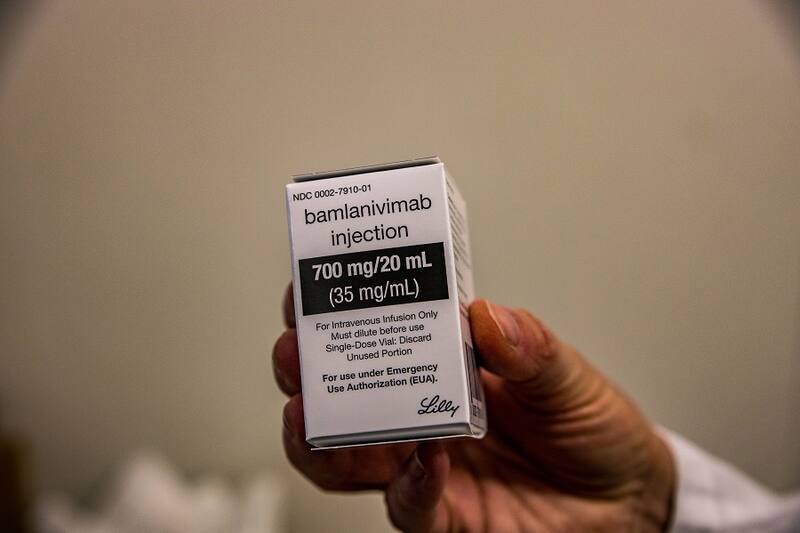 NDC 0002-7910-01
bamlanivimab
injection
700 mg/20 mL
(35 mg/mL)
For Intravenous Infusion Only
Must dilute before use
Single-Dose Vial: Discard
Unused Portion
For use under Emergency
Use Authorization (EUA).
Lilly